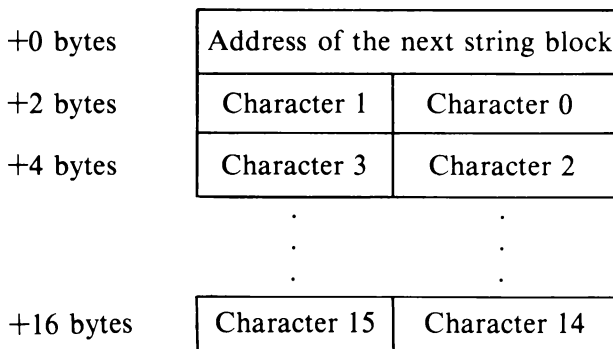 +0 bytes Address of the next string block
+2 bytes Character 1 Character 0
+4 bytes Character 3 Character 2
. .
. .
. .
+16 bytes Character 15 Character 14